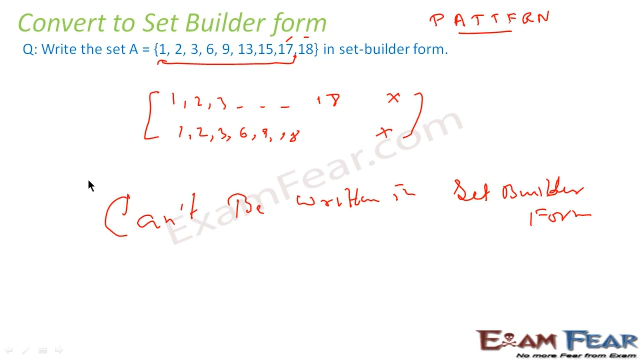 Convert to Set Builder form
PATTERN
Q: Write the set A = {1, 2, 3, 6, 9, 13,15,17,18} in set-builder form.
1, 2, 3 - - - 18 x
1, 2, 3, 6, 9, 18 x
Can't Be written in Set Builder
Form
ExamFear.com
EXAM FEAR
No more Fear from Exam